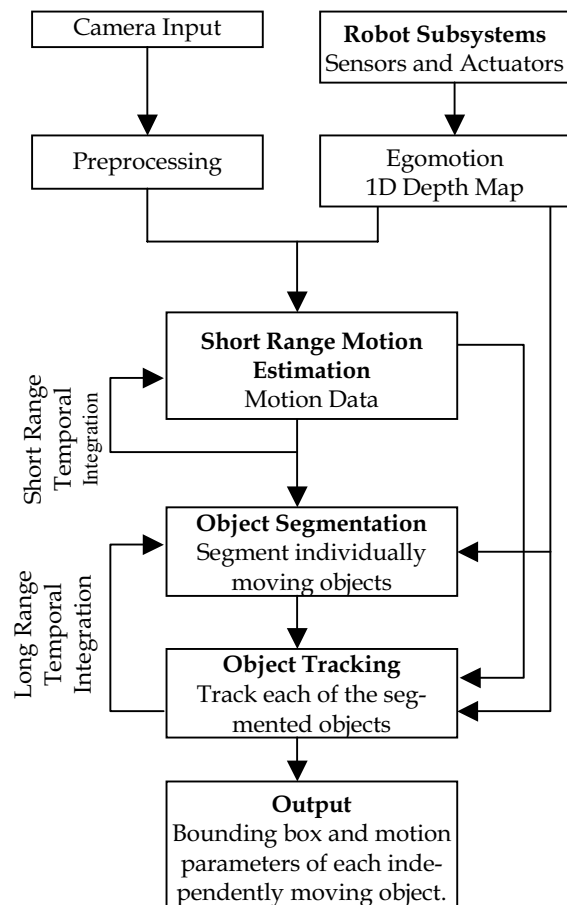 Camera Input
Robot Subsystems
Sensors and Actuators
Preprocessing
Egomotion
1D Depth Map
Short Range Motion
Estimation
Motion Data
Short Range
Temporal
Integration
Object Segmentation
Segment individually
moving objects
Long Range
Temporal
Integration
Object Tracking
Track each of the seg-
mented objects
Output
Bounding box and motion
parameters of each inde-
pendently moving object.